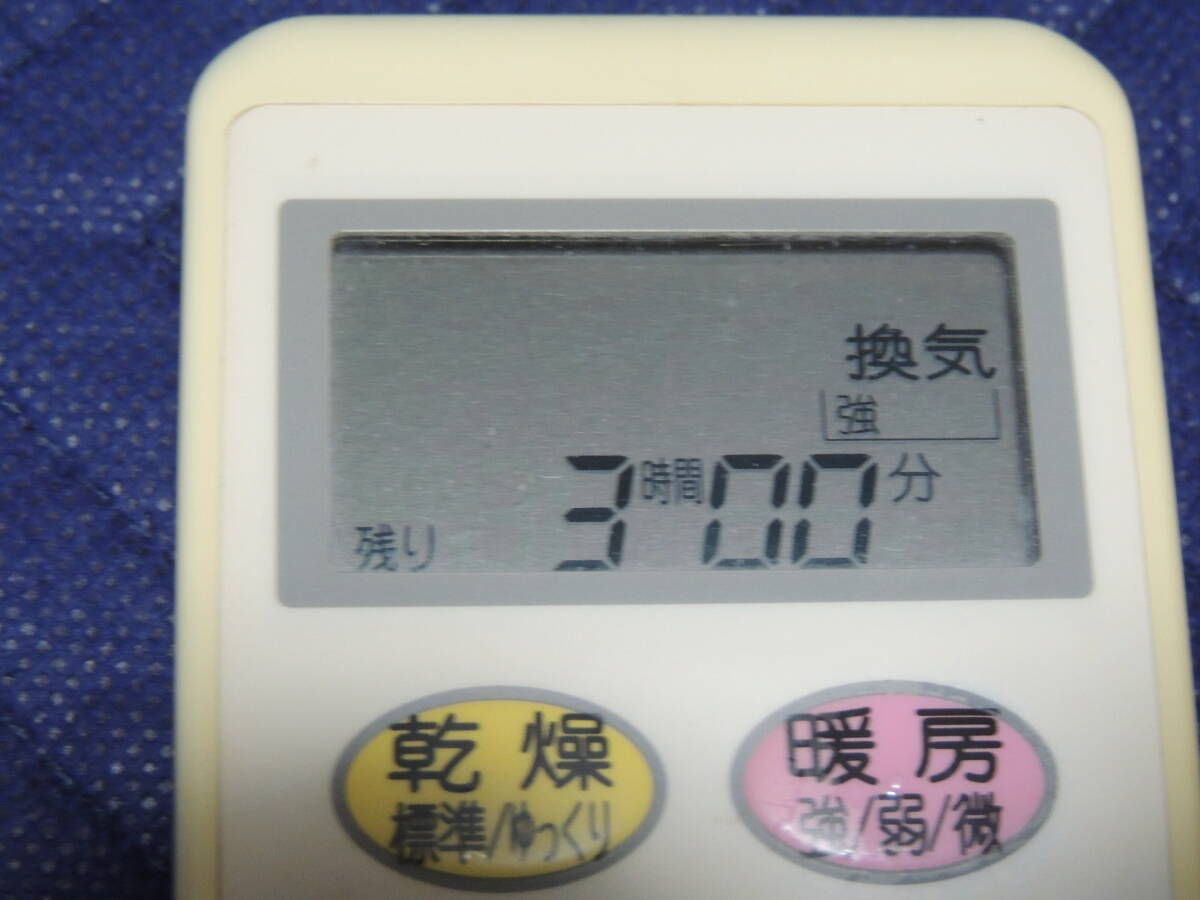 換気
強
残り 3時間00分
乾燥
標準/ゆっくり
暖房
強/弱/微